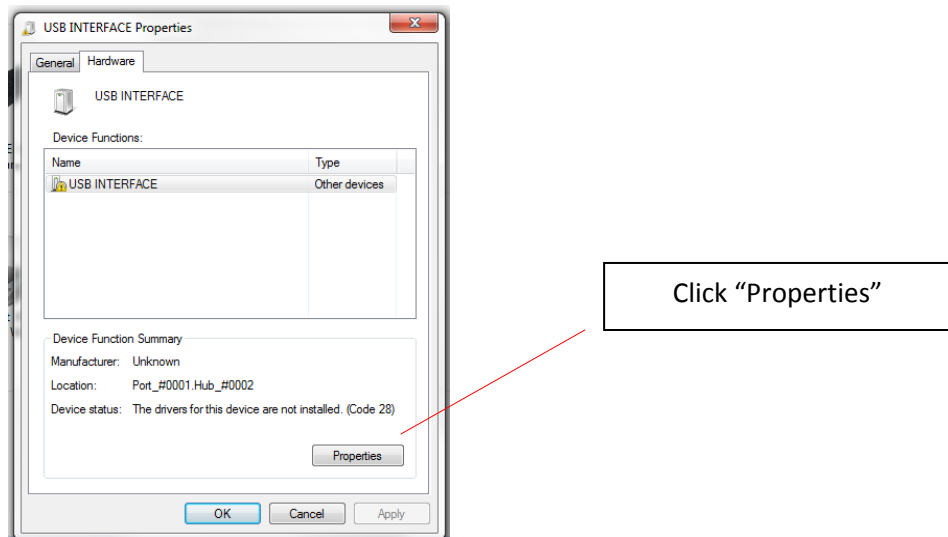 USB INTERFACE Properties
General Hardware
USB INTERFACE
Device Functions:
Name Type
USB INTERFACE Other devices
Device Function Summary
Manufacturer: Unknown
Location: Port_#0001.Hub_#0002
Device status: The drivers for this device are not installed. (Code 28)
Properties
OK Cancel Apply
Click “Properties”